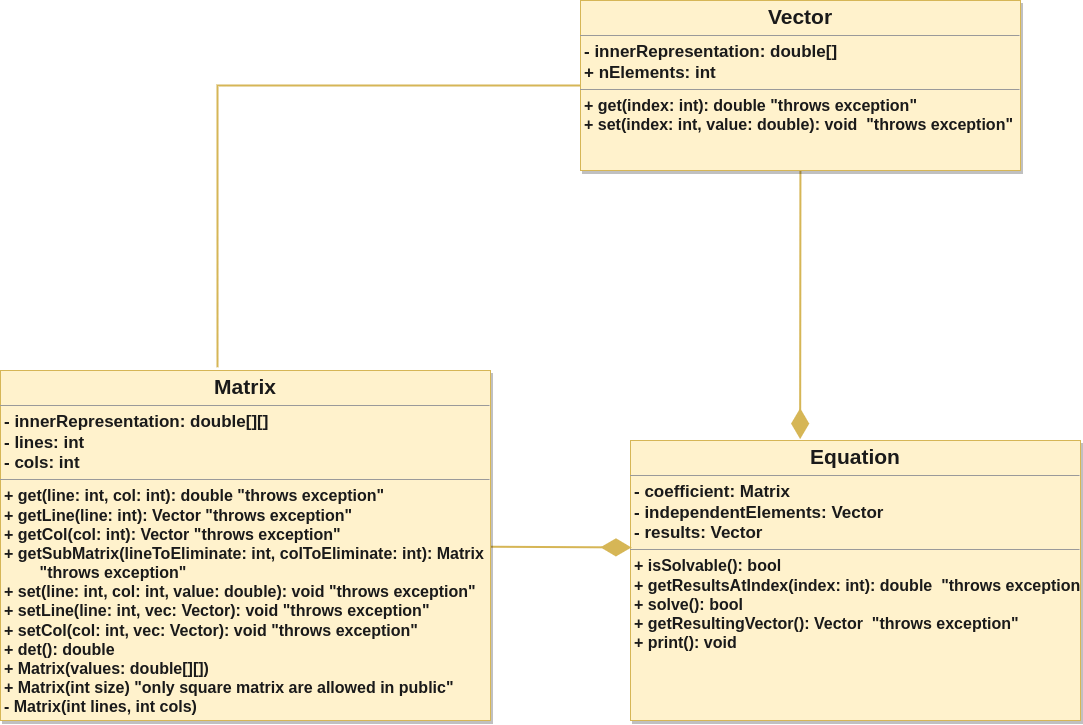 Vector
- innerRepresentation: double[]
+ nElements: int
+ get(index: int): double "throws exception"
+ set(index: int, value: double): void  "throws exception"
Matrix
- innerRepresentation: double[][]
- lines: int
- cols: int
+ get(line: int, col: int): double "throws exception"
+ getLine(line: int): Vector "throws exception"
+ getCol(col: int): Vector "throws exception"
+ getSubMatrix(lineToEliminate: int, colToEliminate: int): Matrix
"throws exception"
+ set(line: int, col: int, value: double): void "throws exception"
+ setLine(line: int, vec: Vector): void "throws exception"
+ setCol(col: int, vec: Vector): void "throws exception"
+ det(): double
+ Matrix(values: double[][])
+ Matrix(int size) "only square matrix are allowed in public"
- Matrix(int lines, int cols)
Equation
- coefficient: Matrix
- independentElements: Vector
- results: Vector
+ isSolvable(): bool
+ getResultsAtIndex(index: int): double  "throws exception
+ solve(): bool
+ getResultingVector(): Vector  "throws exception"
+ print(): void